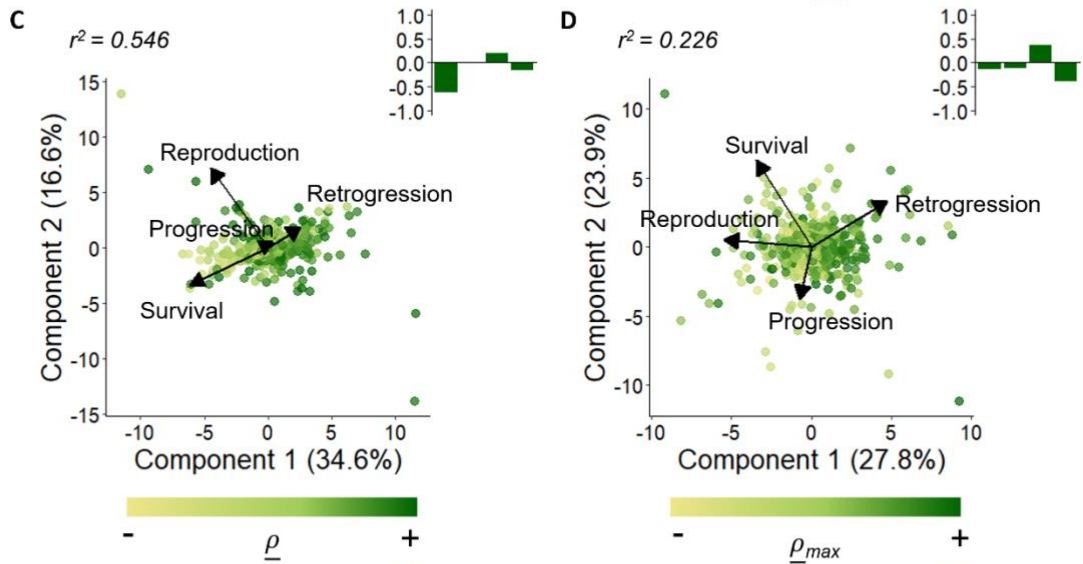 C
r² = 0.546
1.0
0.5
0.0
-0.5
-1.0
15
10
5
0
-5
-10
-15
Component 2 (16.6%)
Reproduction
Retrogression
Progression
Survival
-10 -5 0 5 10
Component 1 (34.6%)
- +
ρ
D
r² = 0.226
1.0
0.5
0.0
-0.5
-1.0
10
5
0
-5
-10
Component 2 (23.9%)
Survival
Reproduction
Retrogression
Progression
-10 -5 0 5 10
Component 1 (27.8%)
- +
ρmax